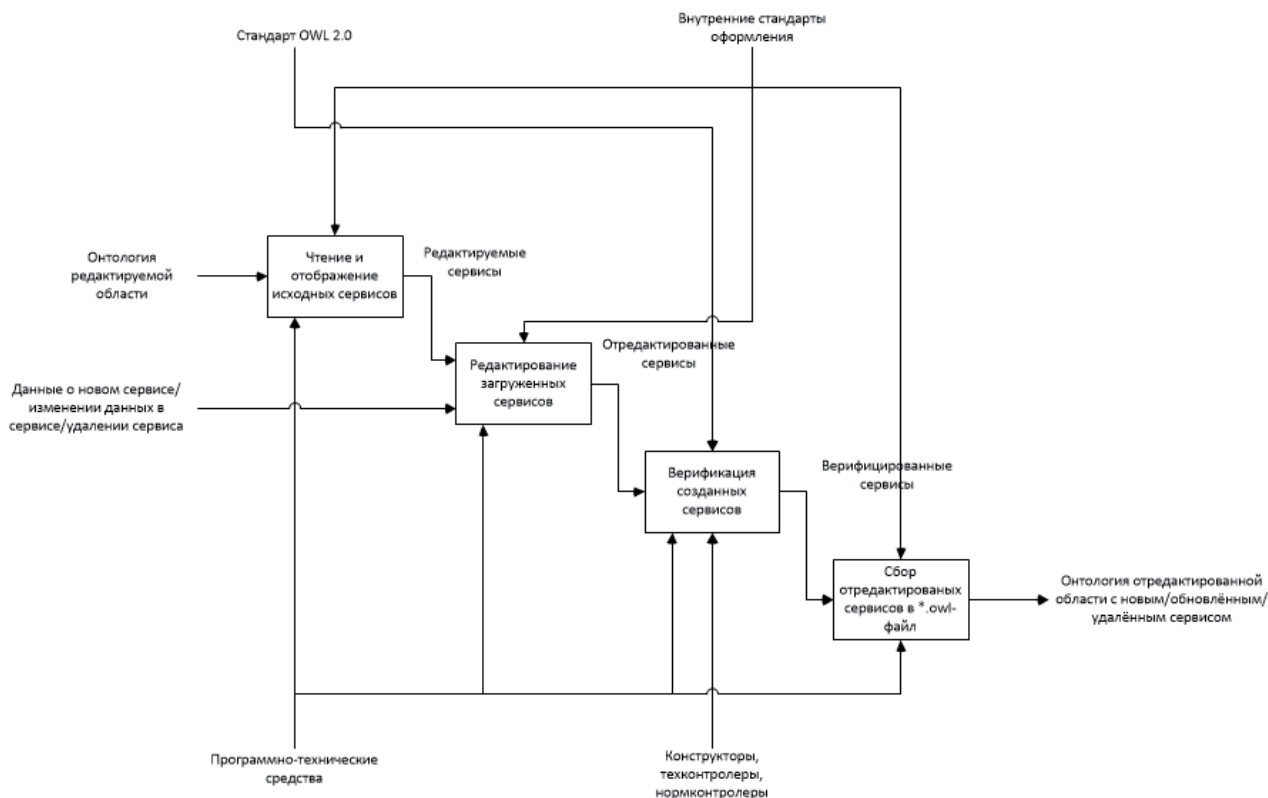 Стандарт OWL 2.0
Внутренние стандарты
оформления
Онтология
редактируемой
области
Чтение и
отображение
исходных сервисов
Редактируемые
сервисы
Данные о новом сервисе/
изменении данных в
сервисе/удалении сервиса
Редактирование
загруженных
сервисов
Отредактированные
сервисы
Верификация
созданных
сервисов
Верифицированные
сервисы
Сбор
отредактированых
сервисов в *.owl-
файл
Онтология отредактированной
области с новым/обновлённым/
удалённым сервисом
Программно-технические
средства
Конструкторы,
техконтролеры,
нормконтролеры